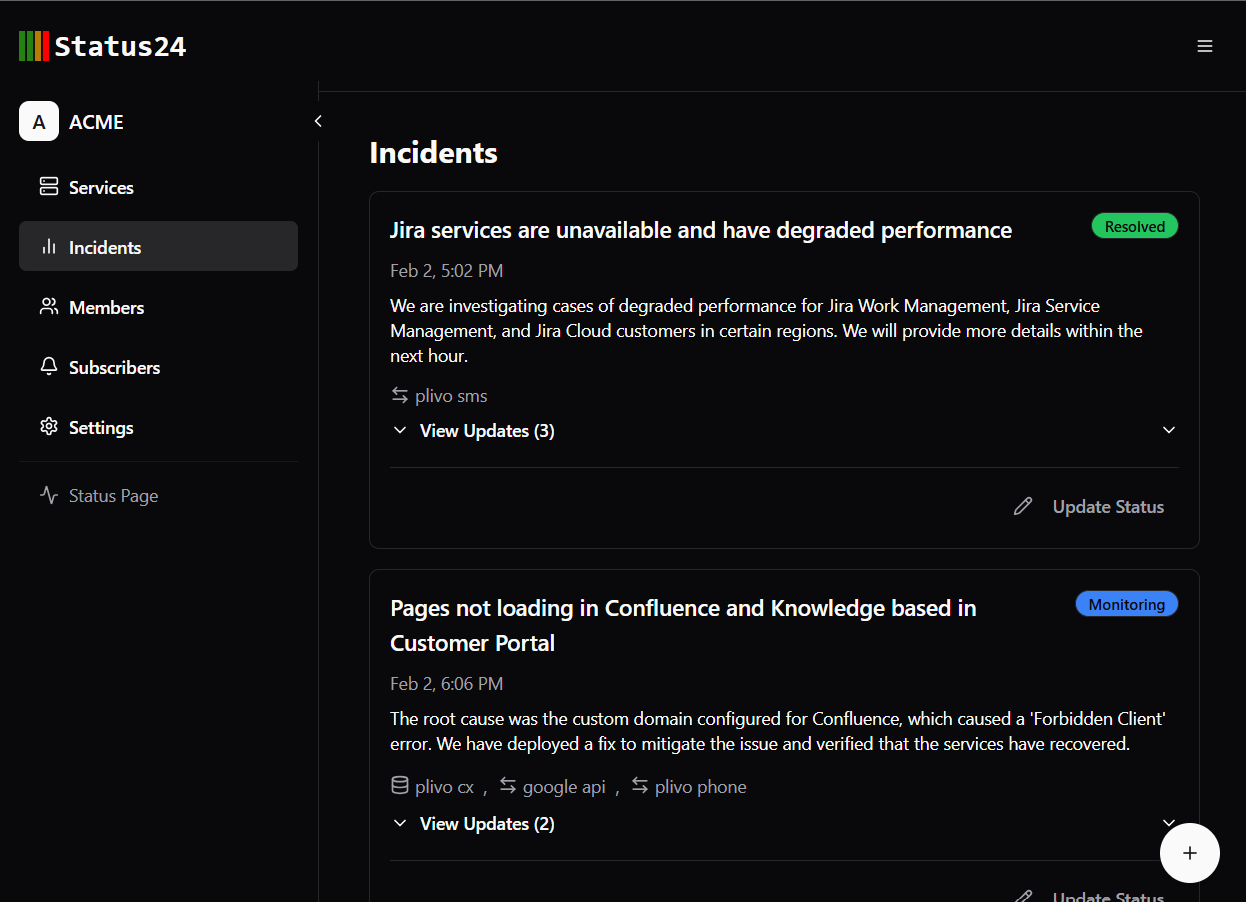 Status24
A ACME
Services
Incidents
Members
Subscribers
Settings
Status Page
Incidents
Jira services are unavailable and have degraded performance
Resolved
Feb 2, 5:02 PM
We are investigating cases of degraded performance for Jira Work Management, Jira Service
Management, and Jira Cloud customers in certain regions. We will provide more details within the
next hour.
plivo sms
View Updates (3)
Update Status
Pages not loading in Confluence and Knowledge based in
Customer Portal
Monitoring
Feb 2, 6:06 PM
The root cause was the custom domain configured for Confluence, which caused a 'Forbidden Client'
error. We have deployed a fix to mitigate the issue and verified that the services have recovered.
plivo cx , google api , plivo phone
View Updates (2)
Update Status